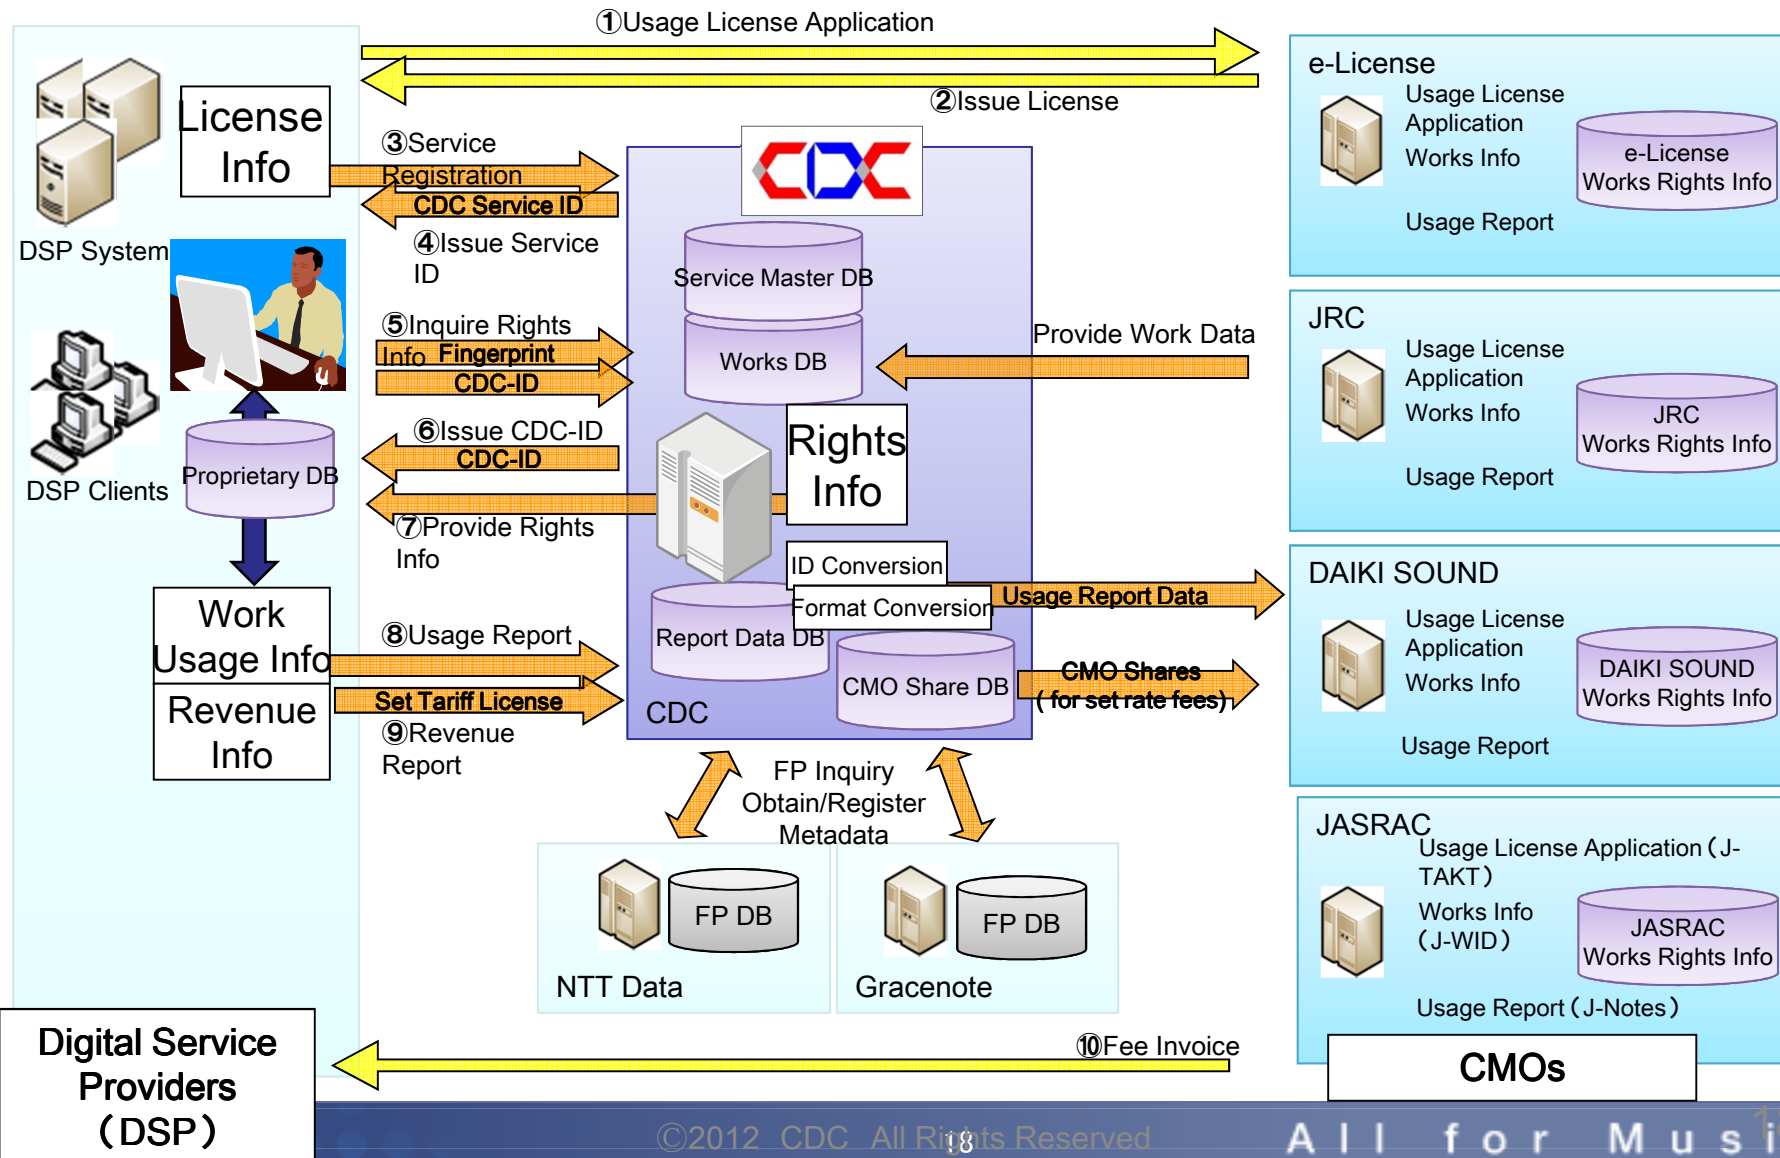 ①Usage License Application
②Issue License
License
Info
DSP System
③Service
Registration
CDC Service ID
④Issue Service
ID
CDC
Service Master DB
Works DB
⑤Inquire Rights
Info Fingerprint
CDC-ID
Provide Work Data
⑥Issue CDC-ID
CDC-ID
Rights
Info
Proprietary DB
DSP Clients
⑦Provide Rights
Info
ID Conversion
Format Conversion
Usage Report Data
Work
Usage Info
⑧Usage Report
Report Data DB
CMO Share DB
CMO Shares
( for set rate fees)
Revenue
Info
Set Tariff License
⑨Revenue
Report
CDC
FP Inquiry
Obtain/Register
Metadata
FP DB
NTT Data
FP DB
Gracenote
e-License
Usage License
Application
Works Info
Usage Report
e-License
Works Rights Info
JRC
Usage License
Application
Works Info
Usage Report
JRC
Works Rights Info
DAIKI SOUND
Usage License
Application
Works Info
Usage Report
DAIKI SOUND
Works Rights Info
JASRAC
Usage License Application（J-
TAKT）
Works Info
（J-WID）
Usage Report（J-Notes）
JASRAC
Works Rights Info
CMOs
⑩Fee Invoice
Digital Service
Providers
（DSP）
©2012 CDC All Rights Reserved
All for Musi